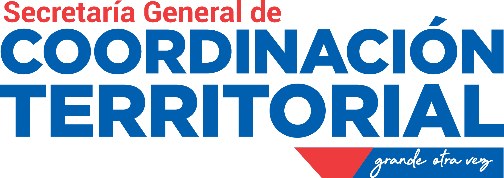 Secretaría General de
COORDINACIÓN
TERRITORIAL
grande otra vez